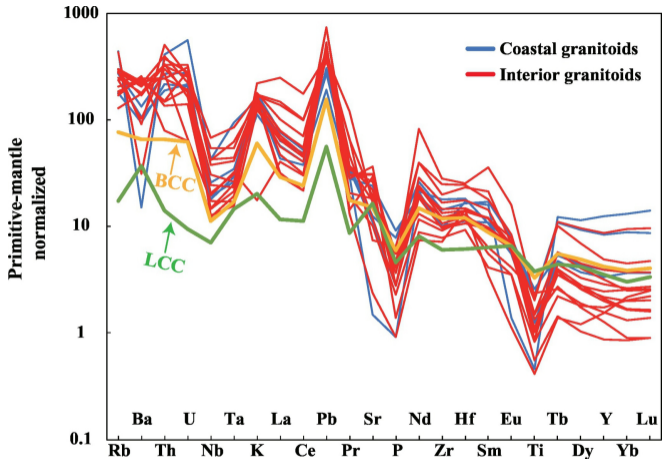 1000
100
10
1
0.1
Primitive-mantle
normalized
Coastal granitoids
Interior granitoids
BCC
LCC
Ba U Ta La Pb Sr Nd Hf Eu Tb Y Lu
Rb Th Nb K Ce Pr P Zr Sm Ti Dy Yb